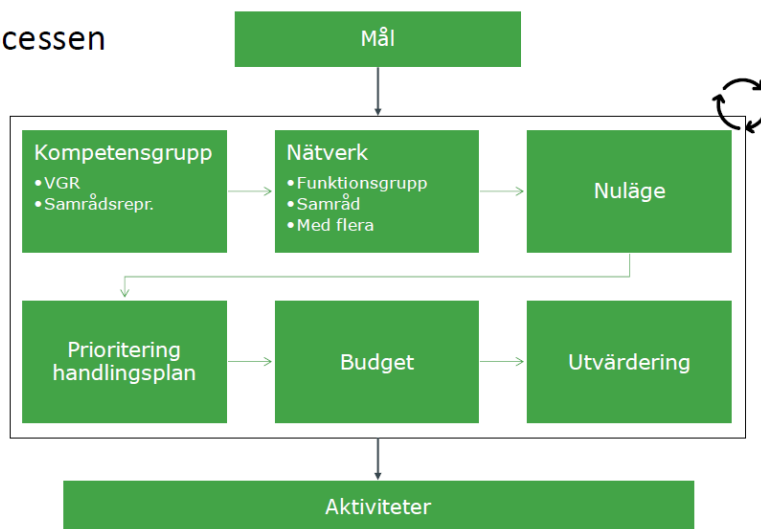 cessen
Mål
Kompetensgrupp
•VGR
•Samrådsrepr.
Nätverk
•Funktionsgrupp
•Samråd
•Med flera
Nuläge
Prioritering
handlingsplan
Budget
Utvärdering
Aktiviteter